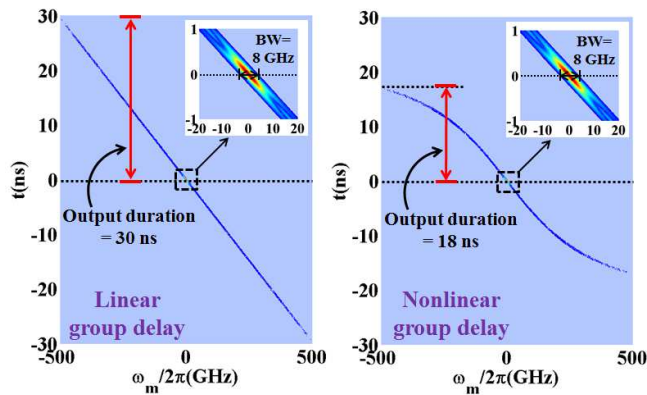 30
20
10
0
-10
-20
-30
t(ns)
1
0
-1
-20
-10
0
10
20
BW=
8 GHz
Output duration
= 30 ns
Linear
group delay
-500
0
500
ωm/2π(GHz)
30
20
10
0
-10
-20
-30
t(ns)
1
0
-1
-20
-10
0
10
20
BW=
8 GHz
Output duration
= 18 ns
Nonlinear
group delay
-500
0
500
ωm/2π(GHz)